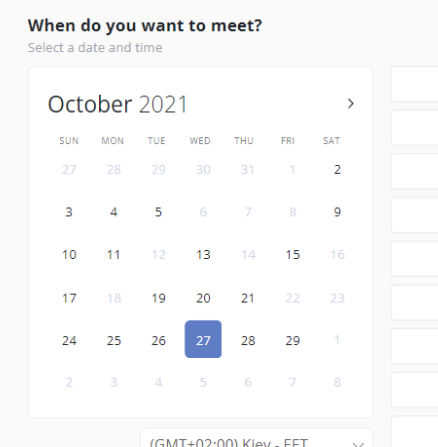 When do you want to meet?
Select a date and time
October 2021 >
SUN MON TUE WED THU FRI SAT
27 28 29 30 31 1 2
3 4 5 6 7 8 9
10 11 12 13 14 15 16
17 18 19 20 21 22 23
24 25 26 27 28 29 1
2 3 4 5 6 7 8
(GMT+02:00) Kiev - EET